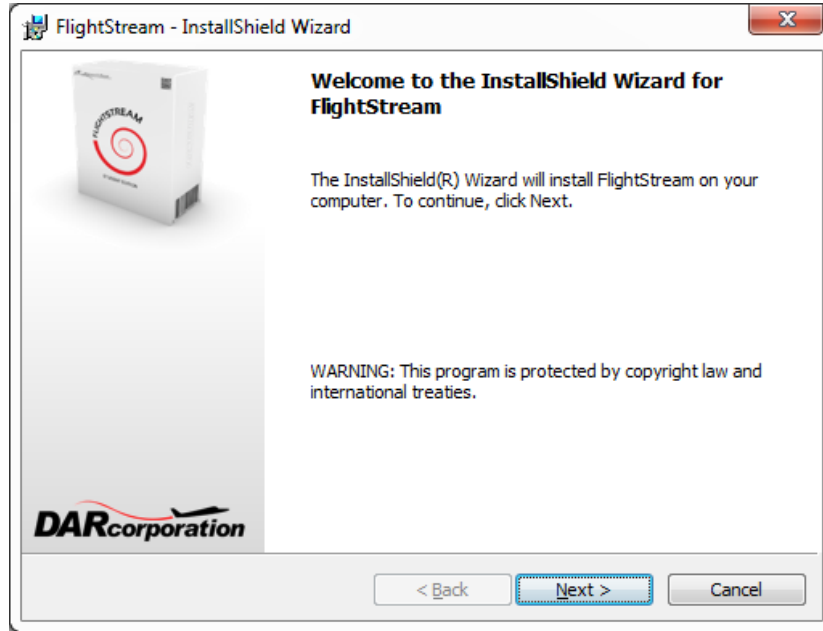 FlightStream - InstallShield Wizard
FLIGHTSTREAM
Welcome to the InstallShield Wizard for
FlightStream
The InstallShield(R) Wizard will install FlightStream on your
computer. To continue, click Next.
WARNING: This program is protected by copyright law and
international treaties.
DARcorporation
< Back
Next >
Cancel